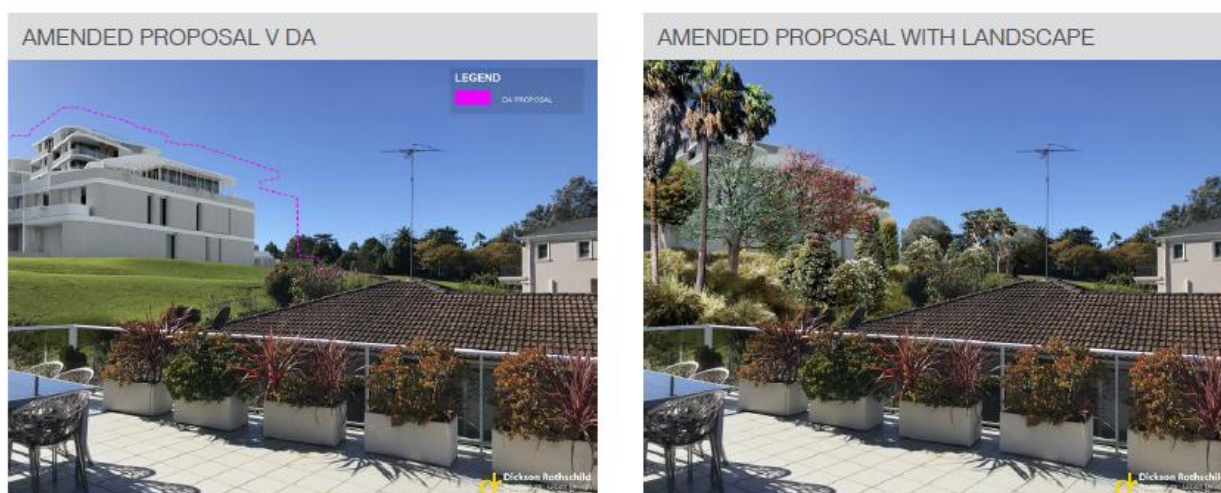 AMENDED PROPOSAL V DA
LEGEND
DA PROPOSAL
Dickson Rothschild
AMENDED PROPOSAL WITH LANDSCAPE
Dickson Rothschild